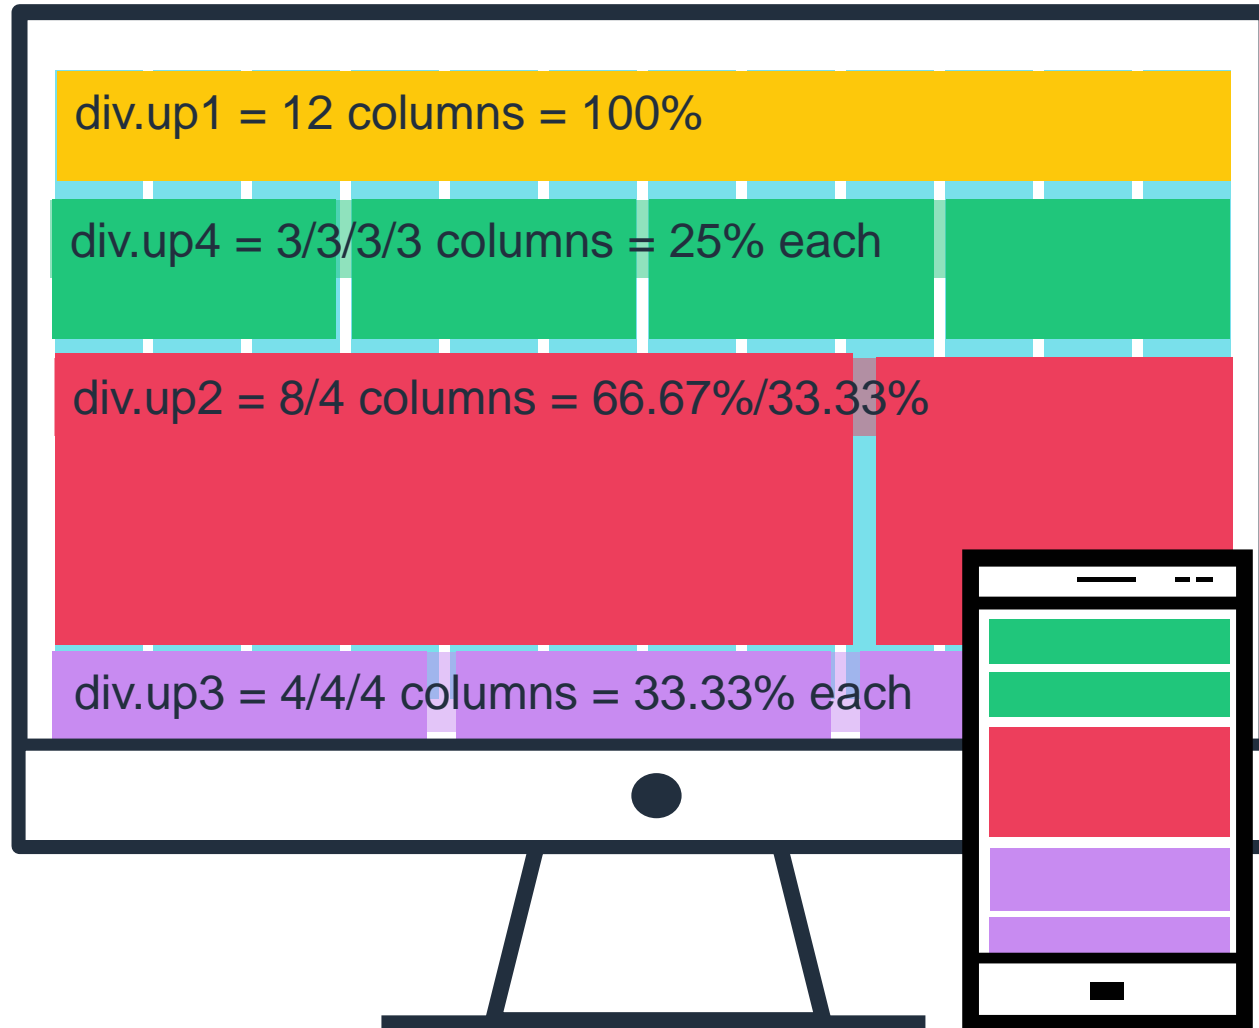 div.up1 = 12 columns = 100%
div.up4 = 3/3/3/3 columns = 25% each
div.up2 = 8/4 columns = 66.67%/33.33%
div.up3 = 4/4/4 columns = 33.33% each